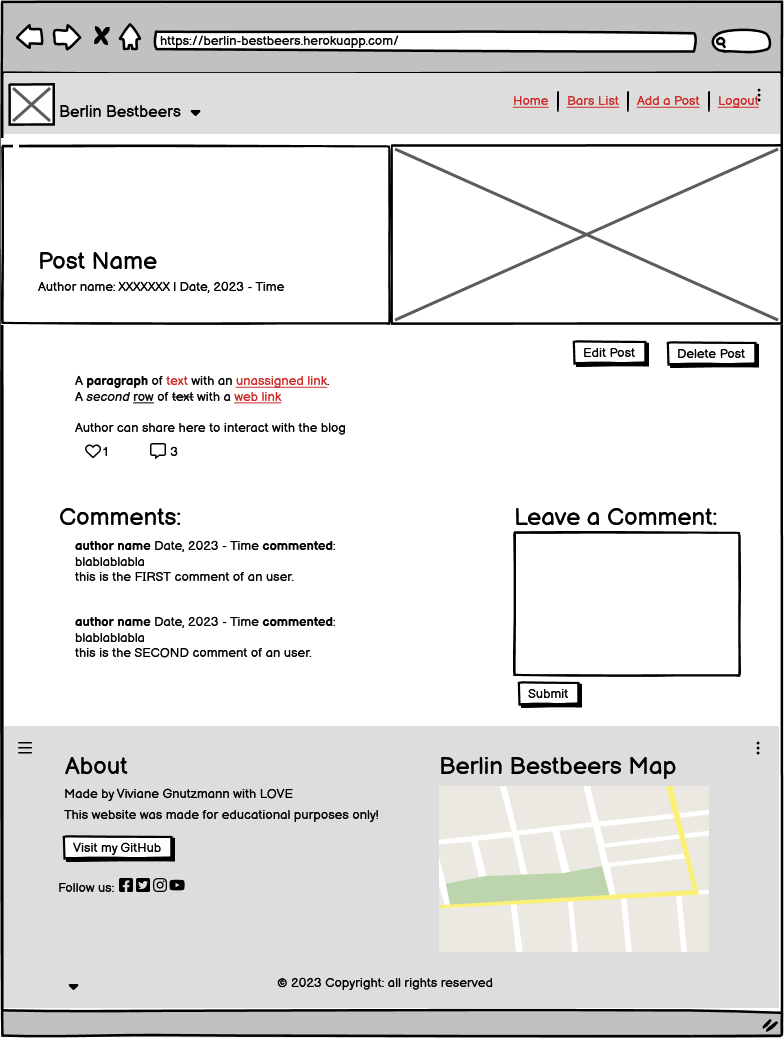 https://berlin-bestbeers.herokuapp.com/
Berlin Bestbeers
Home | Bars List | Add a Post | Logout
Post Name
Author name: XXXXXXX | Date, 2023 - Time
Edit Post
Delete Post
A paragraph of text with an unassigned link.
A second row of text with a web link
Author can share here to interact with the blog
1
3
Comments:
author name Date, 2023 - Time commented:
blablablabla
this is the FIRST comment of an user.
author name Date, 2023 - Time commented:
blablablabla
this is the SECOND comment of an user.
Leave a Comment:
Submit
About
Made by Viviane Gnutzmann with LOVE
This website was made for educational purposes only!
Visit my GitHub
Follow us:
Berlin Bestbeers Map
© 2023 Copyright: all rights reserved